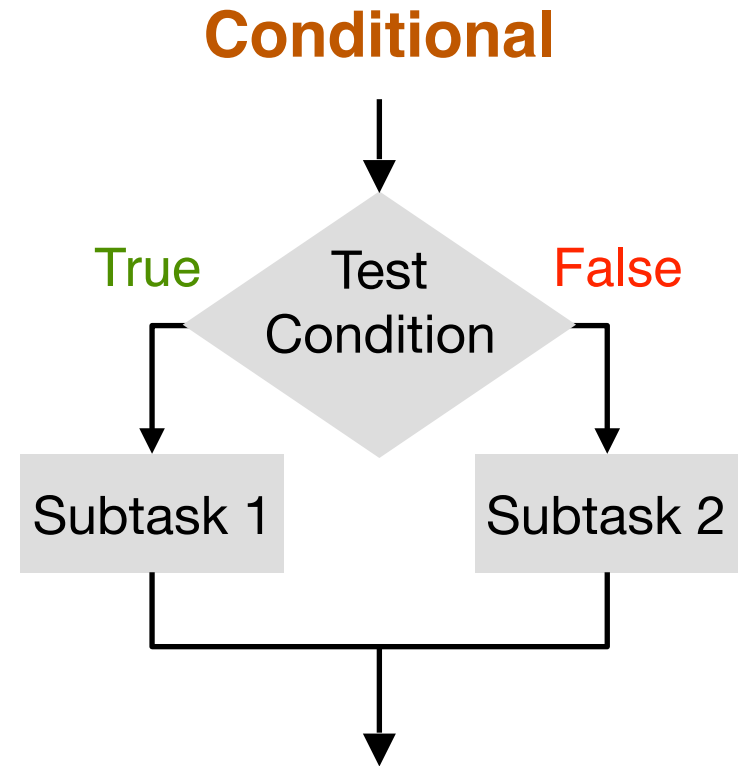 Conditional
True
Test
Condition
False
Subtask 1
Subtask 2